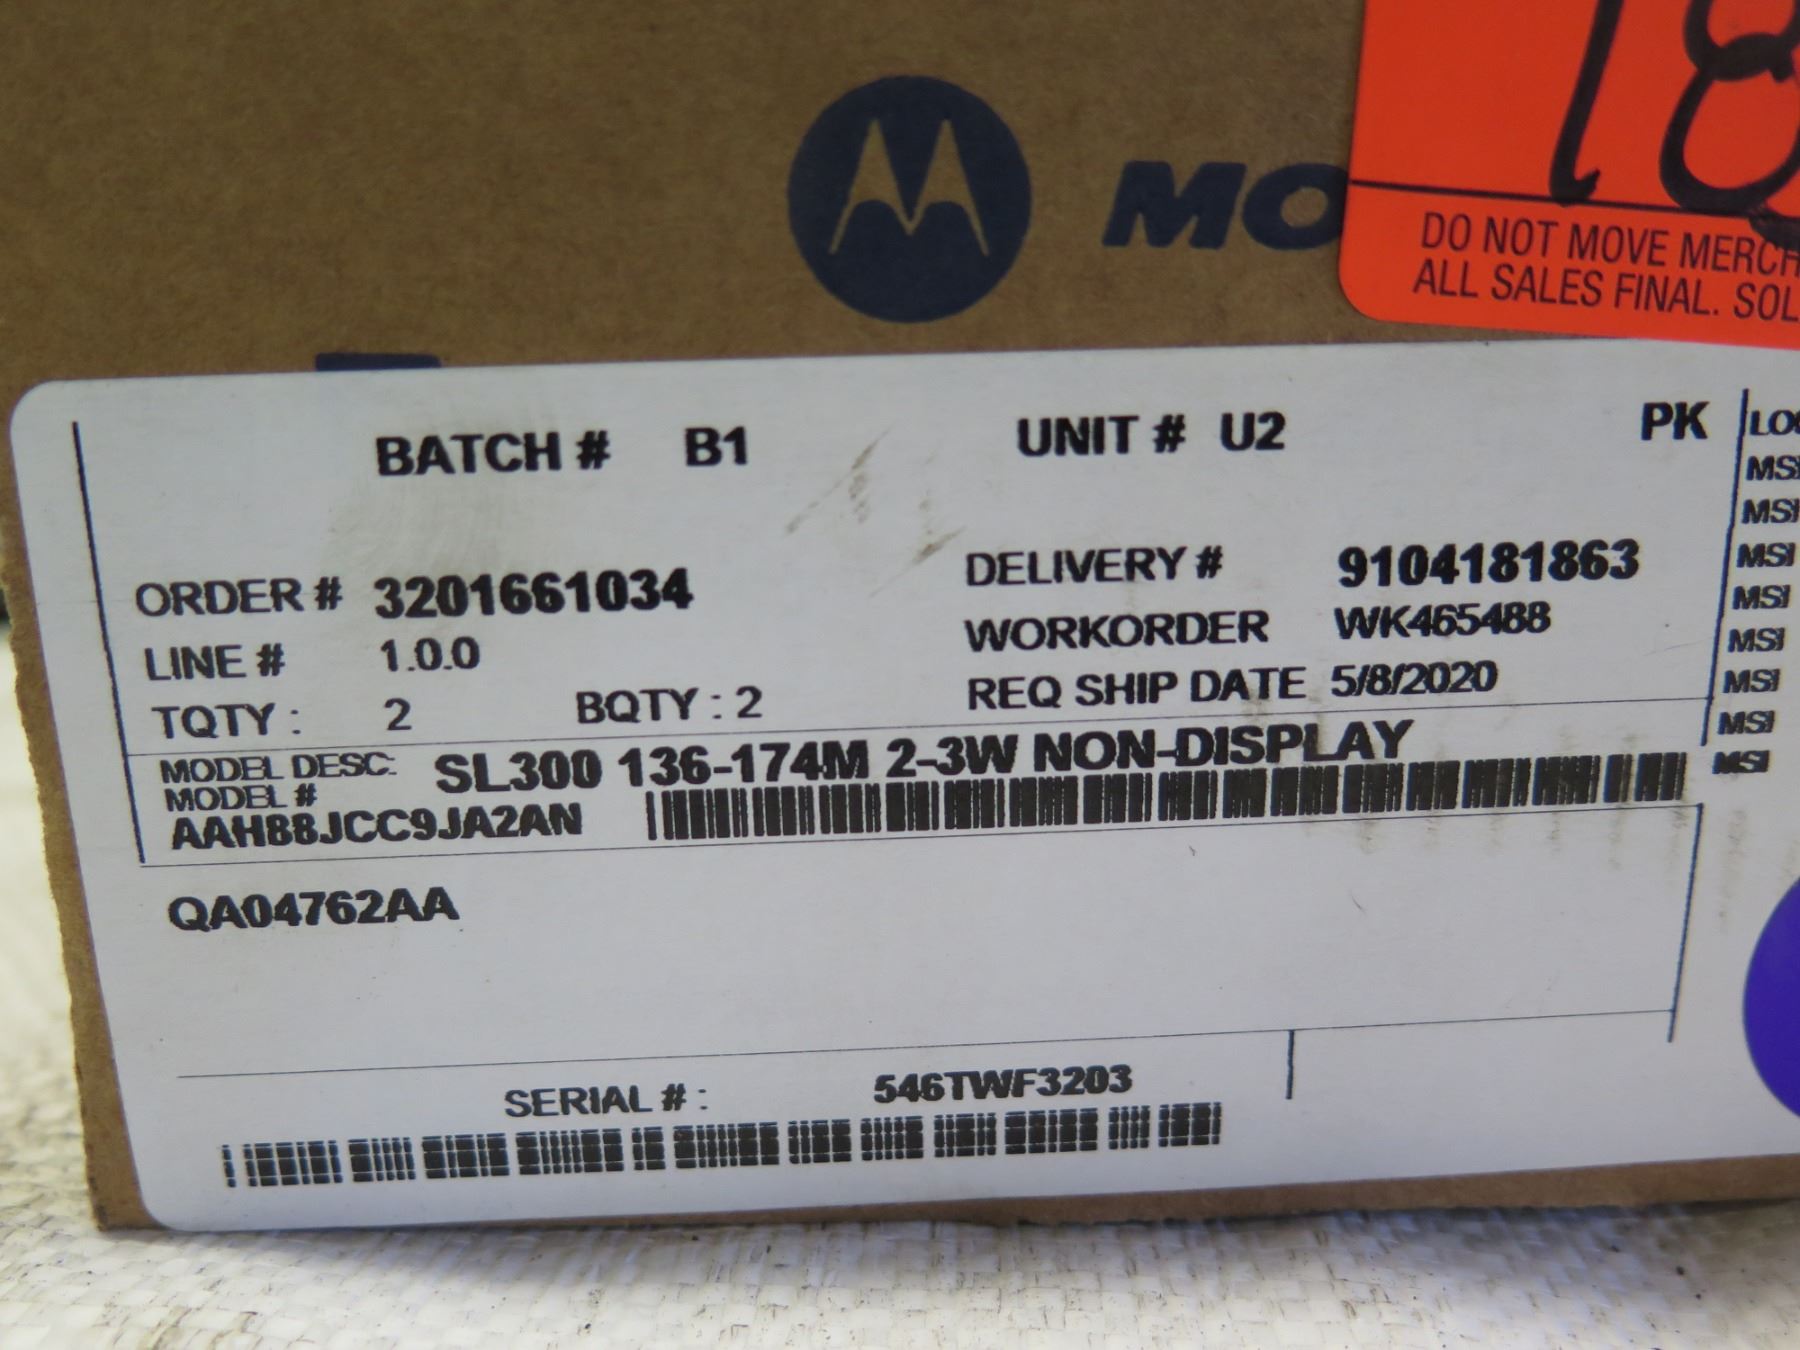 MO
18
DO NOT MOVE MERCH
ALL SALES FINAL. SOL
BATCH # B1 UNIT # U2 PK
ORDER # 3201661034 DELIVERY # 9104181863
LINE # 1.0.0 WORKORDER WK465488
TQTY : 2 BQTY : 2 REQ SHIP DATE 5/8/2020
MODEL DESC: SL300 136-174M 2-3W NON-DISPLAY
MODEL #
AAH88JCC9JA2AN
QA04762AA
SERIAL # : 546TWF3203
LOC
MSI
MSI
MSI
MSI
MSI
MSI
MSI
MSI